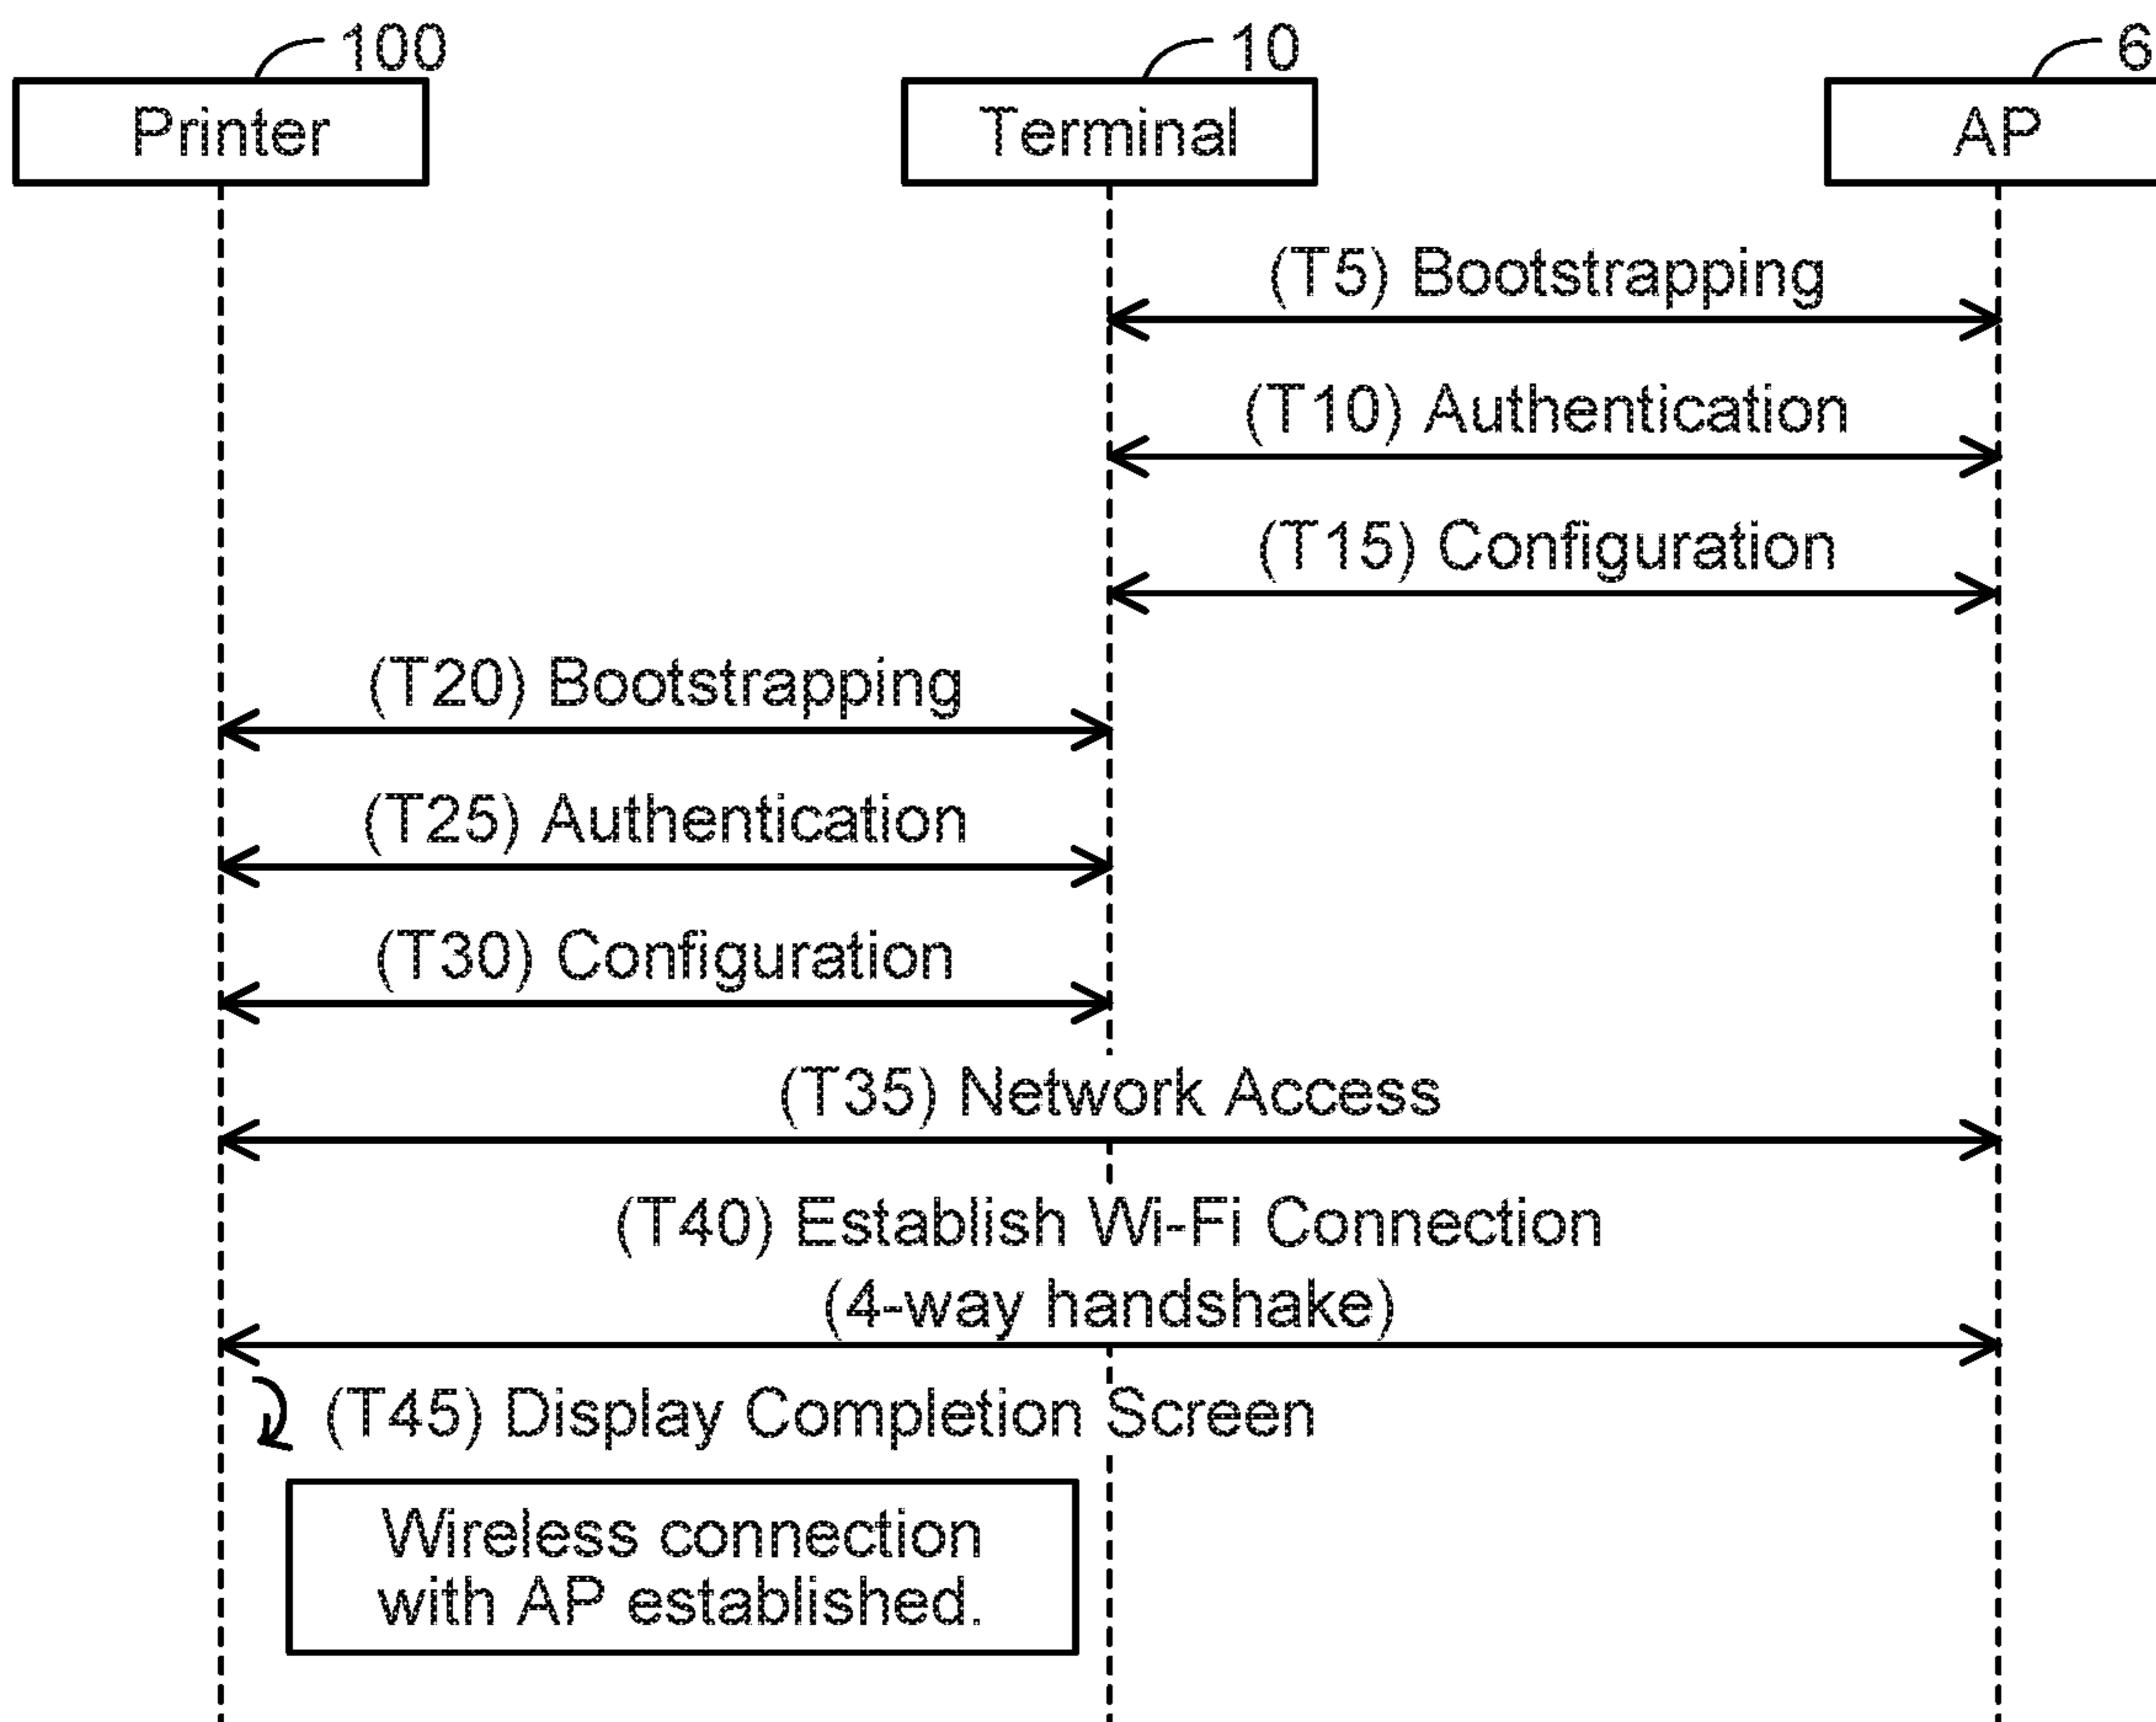 100
10
6
Printer
Terminal
AP
(T5) Bootstrapping
(T10) Authentication
(T15) Configuration
(T20) Bootstrapping
(T25) Authentication
(T30) Configuration
(T35) Network Access
(T40) Establish Wi-Fi Connection
(4-way handshake)
(T45) Display Completion Screen
Wireless connection
with AP established.